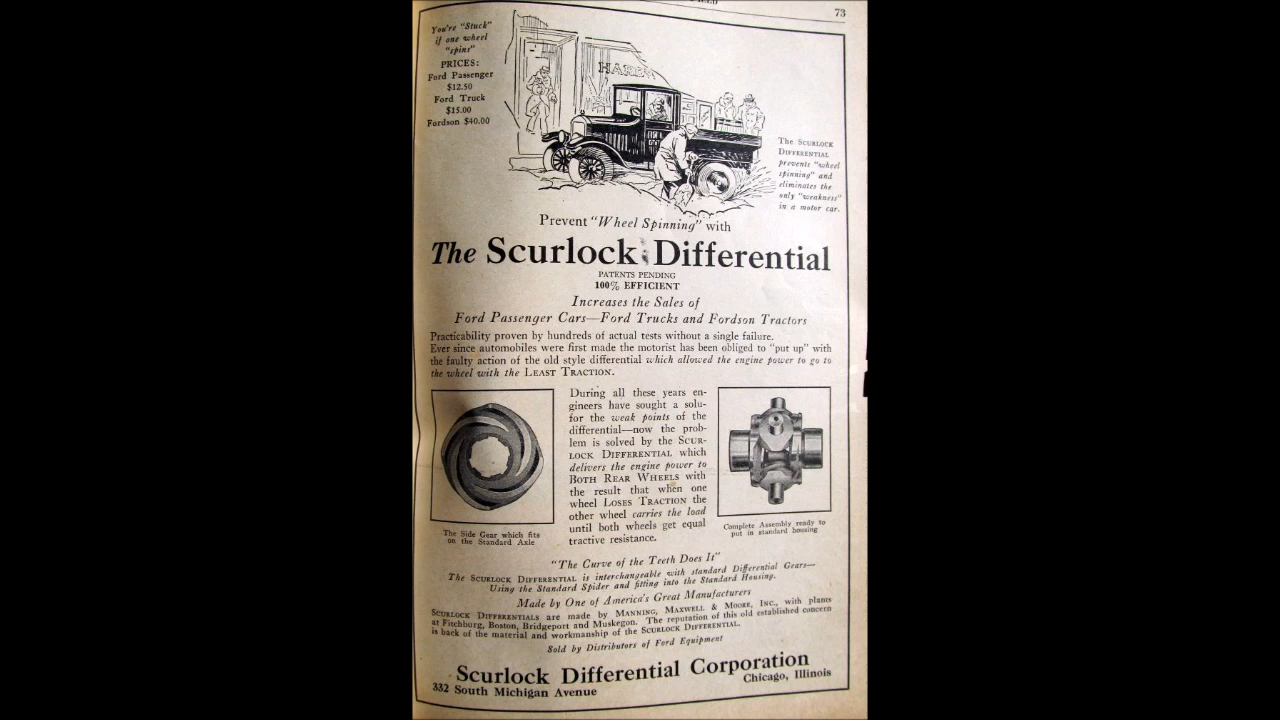 73
You're "Stuck"
if one wheel
"spins"
PRICES:
Ford Passenger
$12.50
Ford Truck
$15.00
Fordson $40.00
The SCURLOCK
DIFFERENTIAL
prevents "wheel
spinning" and
eliminates the
only "weakness"
in a motor car.
Prevent "Wheel Spinning" with
The Scurlock Differential
PATENTS PENDING
100% EFFICIENT
Increases the Sales of
Ford Passenger Cars—Ford Trucks and Fordson Tractors
Practicability proven by hundreds of actual tests without a single failure.
Ever since automobiles were first made the motorist has been obliged to "put up" with
the faulty action of the old style differential which allowed the engine power to go to
the wheel with the LEAST TRACTION.
During all these years en-
gineers have sought a solu-
for the weak points of the
differential—now the prob-
lem is solved by the SCUR-
LOCK DIFFERENTIAL which
delivers the engine power to
BOTH REAR WHEELS with
the result that when one
wheel LOSES TRACTION the
other wheel carries the load
until both wheels get equal
tractive resistance.
The Side Gear which fits
on the Standard Axle
Complete Assembly ready to
put in standard housing
"The Curve of the Teeth Does It"
The SCURLOCK DIFFERENTIAL is interchangeable with standard Differential Gears—
Using the Standard Spider and fitting into the Standard Housing.
Made by One of America's Great Manufacturers
SCURLOCK DIFFERENTIALS are made by MANNING, MAXWELL & MOORE, INC., with plants
at Fitchburg, Boston, Bridgeport and Muskegon. The reputation of this old established concern
is back of the material and workmanship of the SCURLOCK DIFFERENTIAL.
Sold by Distributors of Ford Equipment
Scurlock Differential Corporation
332 South Michigan Avenue
Chicago, Illinois